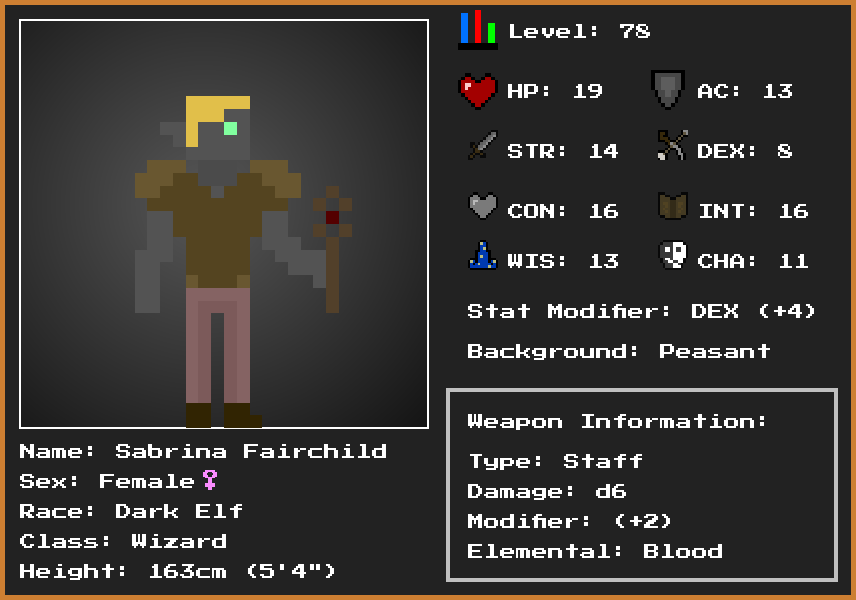 Level: 78
HP: 19
AC: 13
STR: 14
DEX: 8
CON: 16
INT: 16
WIS: 13
CHA: 11
Stat Modifier: DEX (+4)
Background: Peasant
Weapon Information:
Type: Staff
Damage: d6
Modifier: (+2)
Elemental: Blood
Name: Sabrina Fairchild
Sex: Female♀
Race: Dark Elf
Class: Wizard
Height: 163cm (5'4")